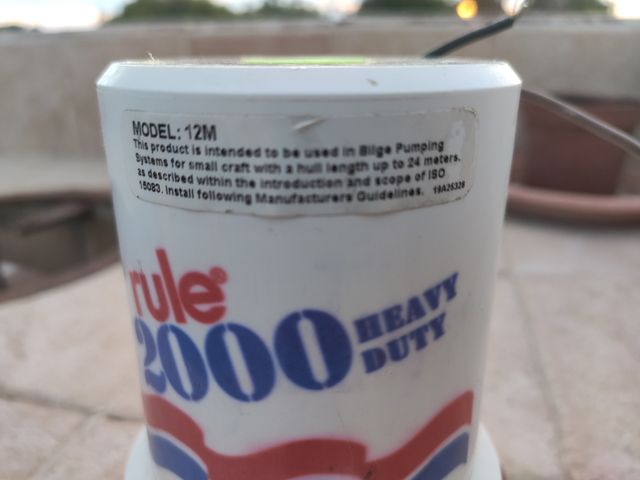 MODEL: 12M
This product is intended to be used in Bilge Pumping
Systems for small craft with a hull length up to 24 meters.
as described within the introduction and scope of ISO
15083. Install following Manufacturers Guidelines. 19A25328
rule®
2000 HEAVY
DUTY